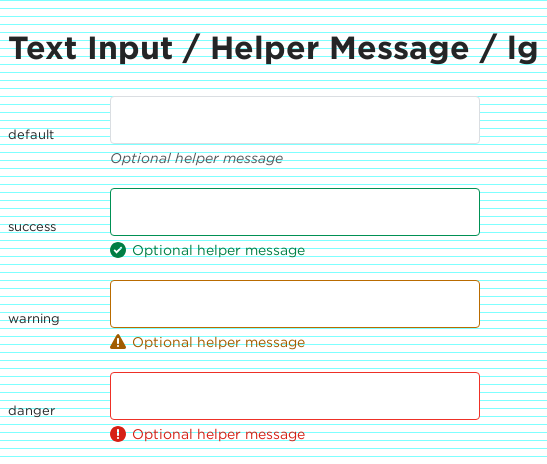 Text Input / Helper Message / lg
default
Optional helper message
success
Optional helper message
warning
Optional helper message
danger
Optional helper message